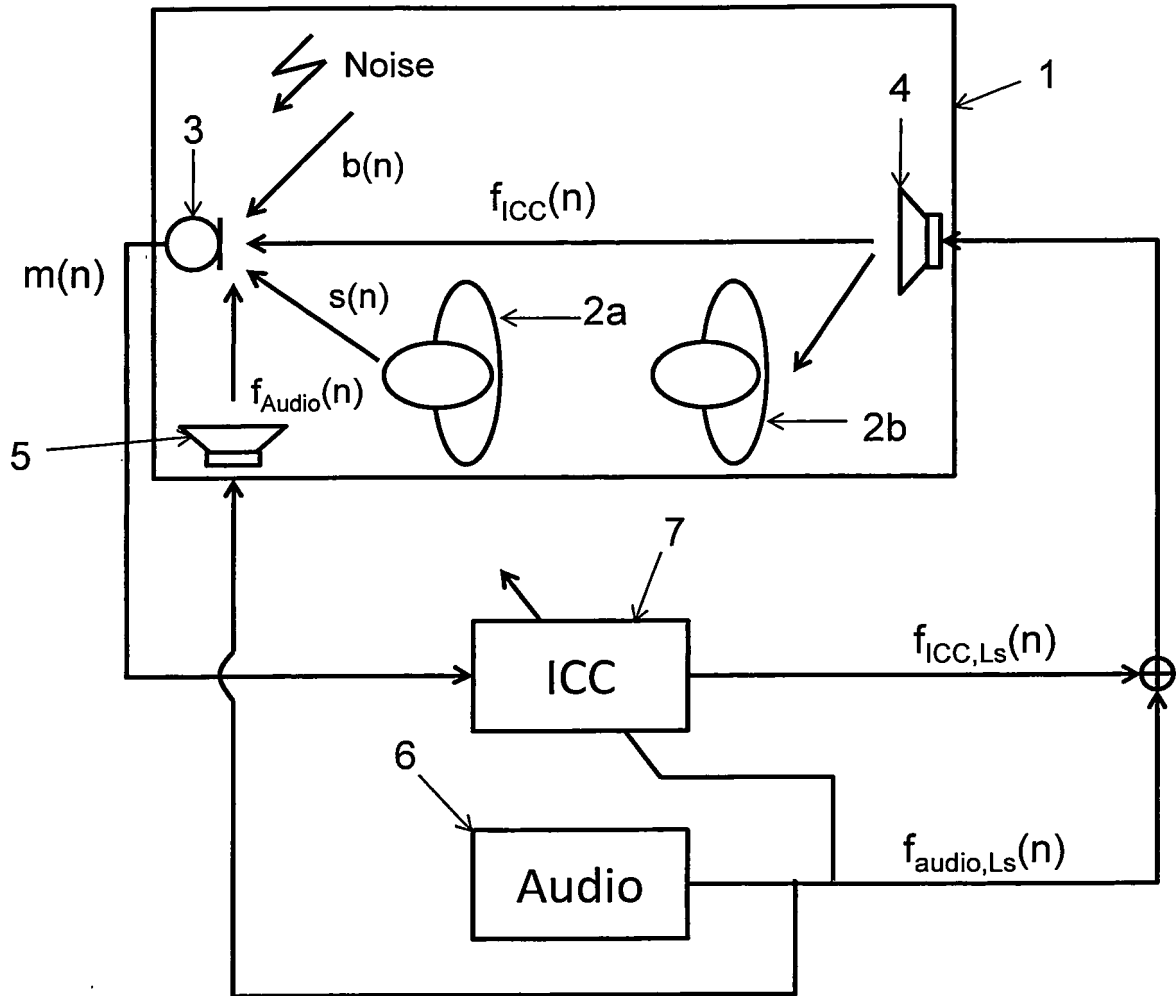 Noise
4
1
3
b(n)
f_ICC(n)
m(n)
s(n)
2a
f_Audio(n)
2b
5
7
ICC
f_ICC,Ls(n)
6
Audio
f_audio,Ls(n)